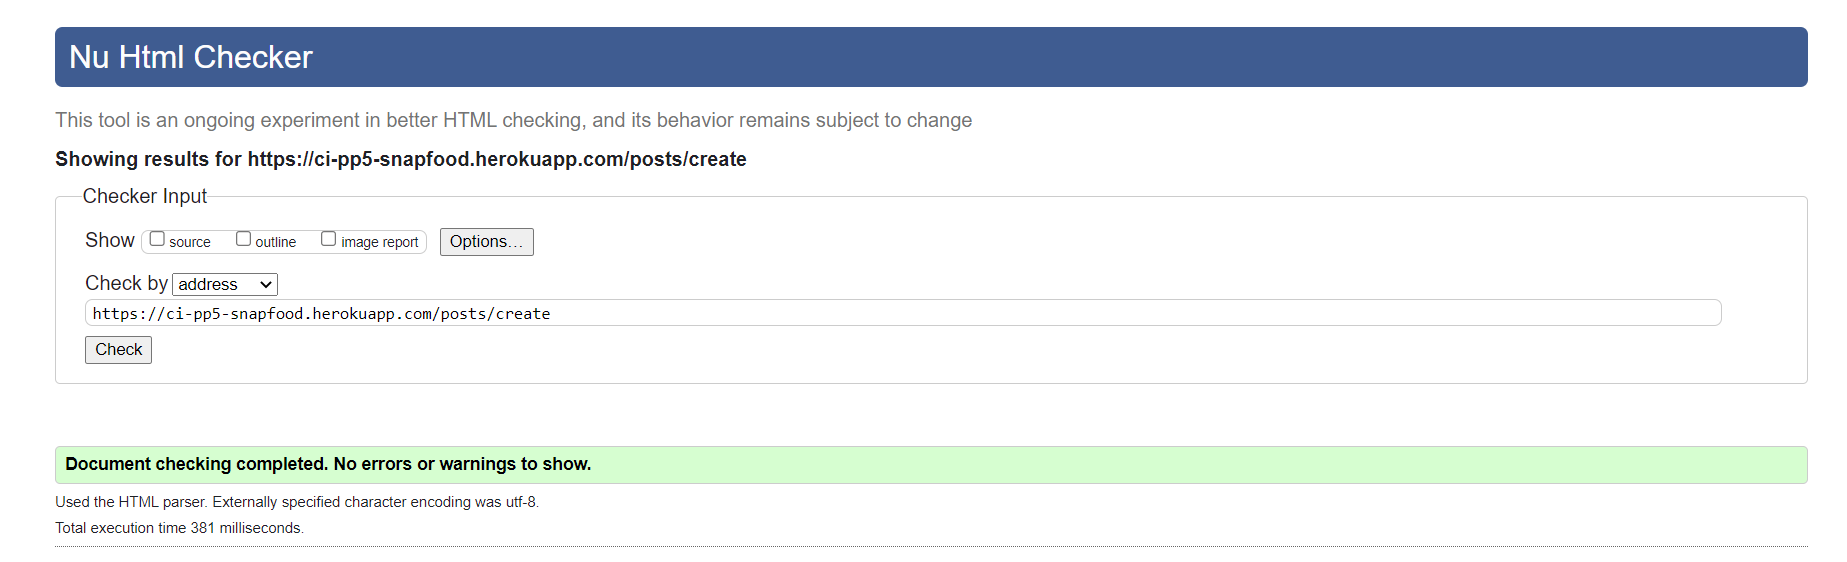 Nu Html Checker
This tool is an ongoing experiment in better HTML checking, and its behavior remains subject to change
Showing results for https://ci-pp5-snapfood.herokuapp.com/posts/create
Checker Input
Show source outline image report Options...
Check by address
https://ci-pp5-snapfood.herokuapp.com/posts/create
Check
Document checking completed. No errors or warnings to show.
Used the HTML parser. Externally specified character encoding was utf-8.
Total execution time 381 milliseconds.